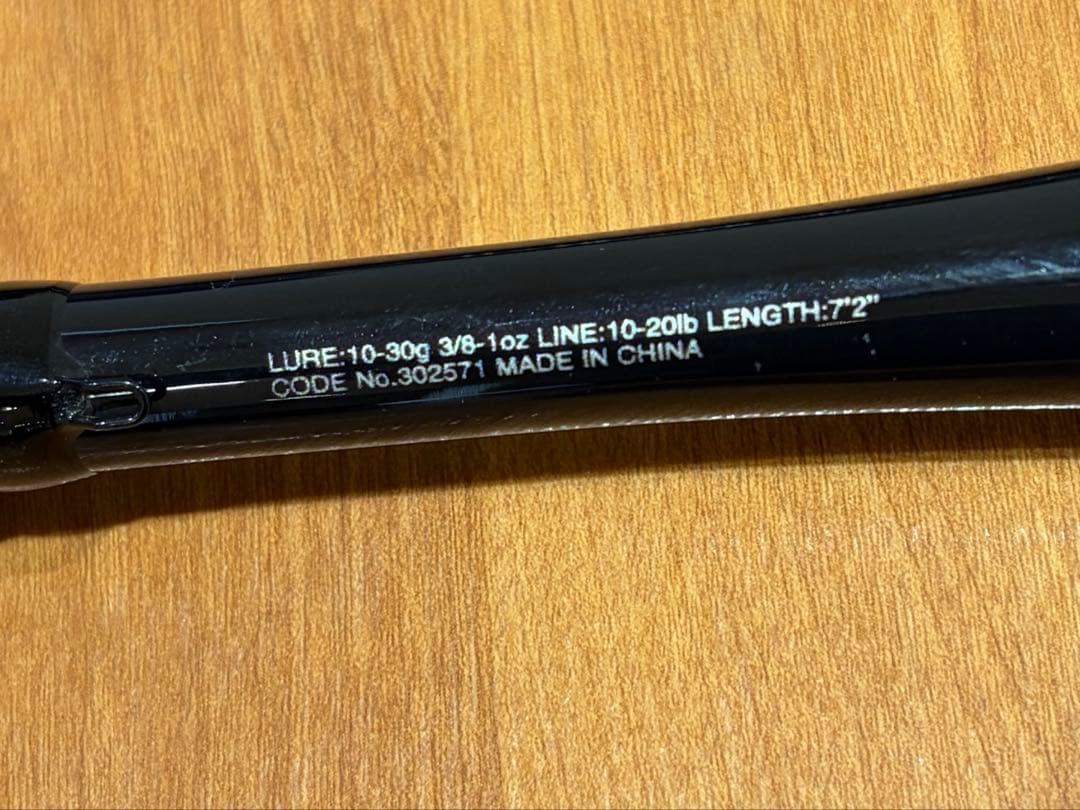 LURE:10-30g 3/8-1oz LINE:10-20lb LENGTH:7'2"
CODE No.302571 MADE IN CHINA